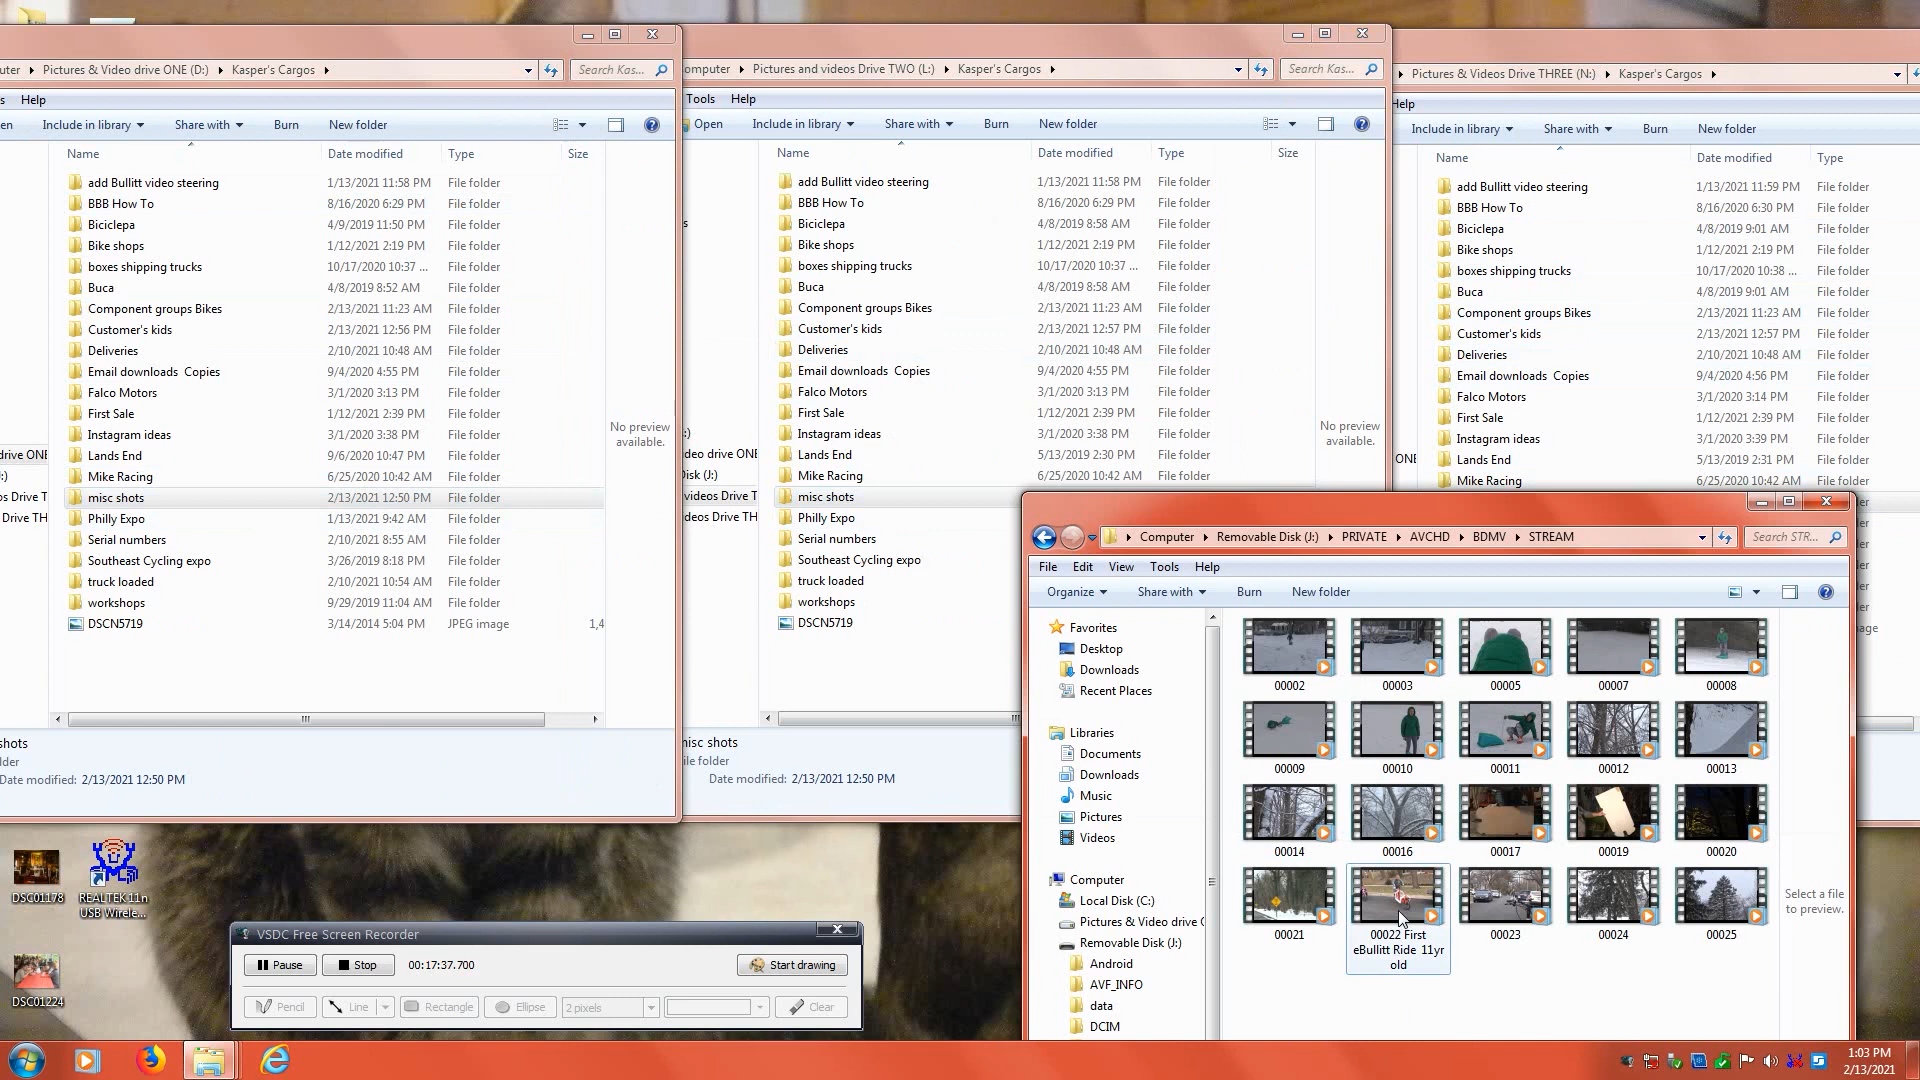 uter ▸ Pictures & Video drive ONE (D:) ▸ Kasper's Cargos ▸
Search Kas...
s Help
en Include in library Share with Burn New folder
Name Date modified Type Size
add Bullitt video steering 1/13/2021 11:58 PM File folder
BBB How To 8/16/2020 6:29 PM File folder
Biciclepa 4/9/2019 11:50 PM File folder
Bike shops 1/12/2021 2:19 PM File folder
boxes shipping trucks 10/17/2020 10:37 ... File folder
Buca 4/8/2019 8:52 AM File folder
Component groups Bikes 2/13/2021 11:23 AM File folder
Customer's kids 2/13/2021 12:56 PM File folder
Deliveries 2/10/2021 10:48 AM File folder
Email downloads Copies 9/4/2020 4:55 PM File folder
Falco Motors 3/1/2020 3:13 PM File folder
First Sale 1/12/2021 2:39 PM File folder
Instagram ideas 3/1/2020 3:38 PM File folder
drive ONE Lands End 9/6/2020 10:47 PM File folder
:) Mike Racing 6/25/2020 10:42 AM File folder
os Drive T misc shots 2/13/2021 12:50 PM File folder
Drive TH Philly Expo 1/13/2021 9:42 AM File folder
Serial numbers 2/10/2021 8:55 AM File folder
Southeast Cycling expo 3/26/2019 8:18 PM File folder
truck loaded 2/10/2021 10:54 AM File folder
workshops 9/29/2019 11:04 AM File folder
DSCN5719 3/14/2014 5:04 PM JPEG image 1,4
No preview
available.
shots
lder
Date modified: 2/13/2021 12:50 PM
omputer ▸ Pictures and videos Drive TWO (L:) ▸ Kasper's Cargos ▸
Search Kas...
Tools Help
Open Include in library Share with Burn New folder
Name Date modified Type Size
add Bullitt video steering 1/13/2021 11:58 PM File folder
BBB How To 8/16/2020 6:29 PM File folder
s Biciclepa 4/8/2019 8:58 AM File folder
Bike shops 1/12/2021 2:19 PM File folder
boxes shipping trucks 10/17/2020 10:37 ... File folder
Buca 4/8/2019 8:58 AM File folder
Component groups Bikes 2/13/2021 11:23 AM File folder
Customer's kids 2/13/2021 12:57 PM File folder
Deliveries 2/10/2021 10:48 AM File folder
Email downloads Copies 9/4/2020 4:55 PM File folder
Falco Motors 3/1/2020 3:13 PM File folder
First Sale 1/12/2021 2:39 PM File folder
:) Instagram ideas 3/1/2020 3:38 PM File folder
deo drive ONE Lands End 5/13/2019 2:30 PM File folder
Disk (J:) Mike Racing 6/25/2020 10:42 AM File folder
videos Drive T misc shots
deos Drive TH Philly Expo
Serial numbers
Southeast Cycling expo
truck loaded
workshops
DSCN5719
No preview
available.
misc shots
ile folder
Date modified: 2/13/2021 12:50 PM
▸ Pictures & Videos Drive THREE (N:) ▸ Kasper's Cargos ▸
Help
Include in library Share with Burn New folder
Name Date modified Type
add Bullitt video steering 1/13/2021 11:59 PM File folder
BBB How To 8/16/2020 6:30 PM File folder
Biciclepa 4/8/2019 9:01 AM File folder
Bike shops 1/12/2021 2:19 PM File folder
boxes shipping trucks 10/17/2020 10:38 ... File folder
Buca 4/8/2019 9:01 AM File folder
Component groups Bikes 2/13/2021 11:23 AM File folder
Customer's kids 2/13/2021 12:57 PM File folder
Deliveries 2/10/2021 10:48 AM File folder
Email downloads Copies 9/4/2020 4:56 PM File folder
Falco Motors 3/1/2020 3:14 PM File folder
First Sale 1/12/2021 2:39 PM File folder
Instagram ideas 3/1/2020 3:39 PM File folder
ONE Lands End 5/13/2019 2:31 PM File folder
Mike Racing 6/25/2020 10:42 AM File folder
▸ Computer ▸ Removable Disk (J:) ▸ PRIVATE ▸ AVCHD ▸ BDMV ▸ STREAM
Search STR...
File Edit View Tools Help
Organize Share with Burn New folder
Favorites
Desktop
Downloads
Recent Places
Libraries
Documents
Downloads
Music
Pictures
Videos
Computer
Local Disk (C:)
Pictures & Video drive O
Removable Disk (J:)
Android
AVF_INFO
data
DCIM
00002 00003 00005 00007 00008
00009 00010 00011 00012 00013
00014 00016 00017 00019 00020
00021 00022 First 00023 00024 00025
eBullitt Ride 11yr
old
Select a file
to preview.
DSC01178
REALTEK 11n
USB Wirele...
DSC01224
VSDC Free Screen Recorder
Pause Stop 00:17:37.700 Start drawing
Pencil Line Rectangle Ellipse 2 pixels Clear
1:03 PM
2/13/2021